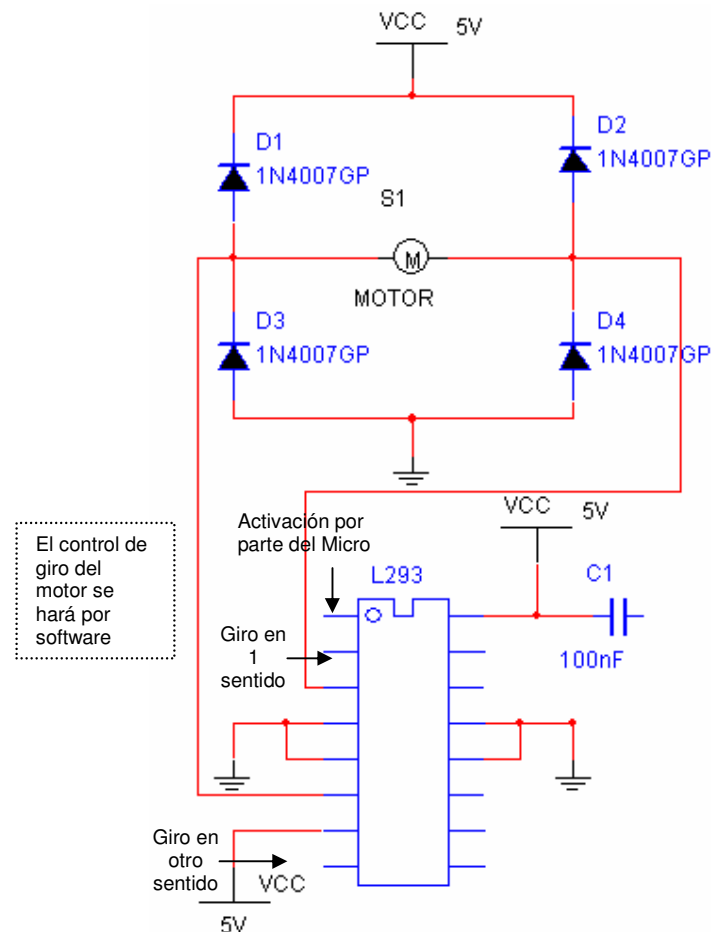 VCC 5V
D1
1N4007GP
D2
1N4007GP
S1
M
MOTOR
D3
1N4007GP
D4
1N4007GP
El control de
giro del
motor se
hará por
software
Activación por
parte del Micro
VCC 5V
L293
C1
100nF
Giro en
1
sentido
Giro en
otro
sentido
VCC
5V